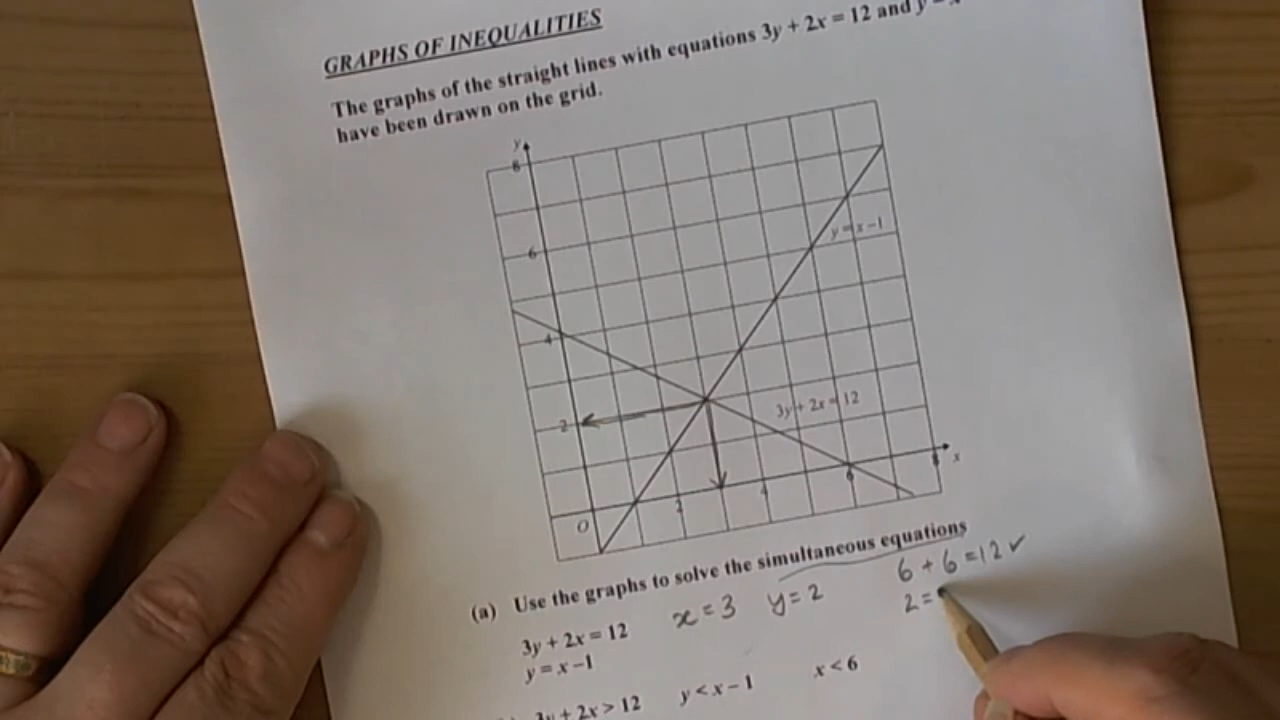 GRAPHS OF INEQUALITIES
The graphs of the straight lines with equations 3y + 2x = 12 and y
have been drawn on the grid.
y
8
6
y = x – 1
4
3y + 2x = 12
2
x
O 2 4 6 8
(a) Use the graphs to solve the simultaneous equations
6 + 6 = 12 ✓
x = 3 y = 2
2 =
3y + 2x = 12
y = x – 1
3y + 2x > 12 y < x – 1 x < 6